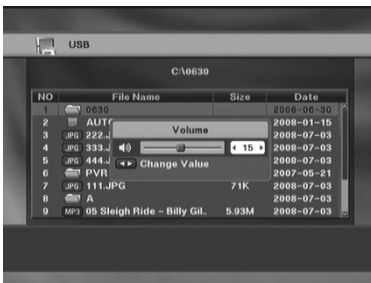 USB
C:\0630
NO File Name Size Date
1 0630 2008-06-30
2 AUT 2008-01-15
3 JPG 222.J 2008-07-03
4 JPG 333.J 2008-07-03
5 JPG 444.J 2008-07-03
6 PVR 2007-05-21
7 JPG 111.JPG 71K 2008-07-03
8 A 2008-07-03
9 MP3 05 Sleigh Ride - Billy Gil.. 5.93M 2008-07-03
Volume
15
Change Value